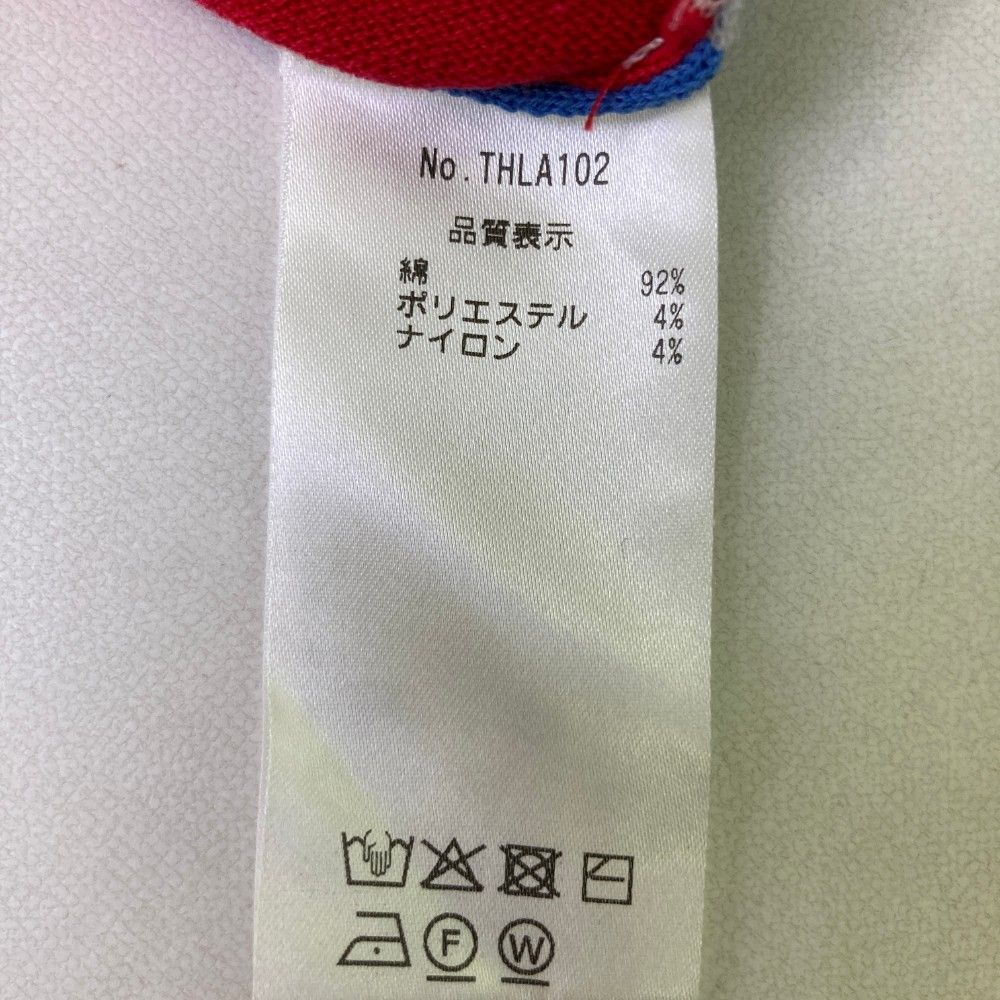 No.THLA102
品質表示
綿 92%
ポリエステル 4%
ナイロン 4%
F W